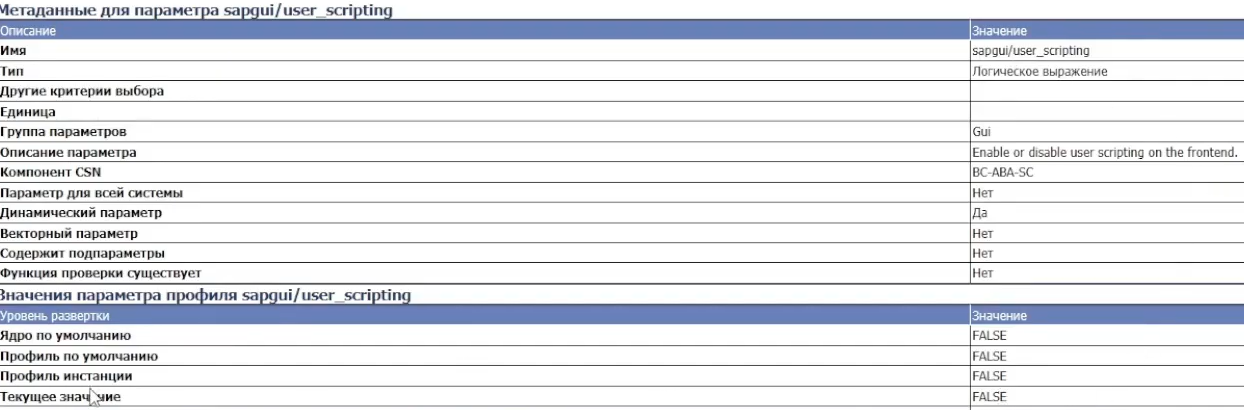 Метаданные для параметра sapgui/user_scripting
Описание Значение
Имя sapgui/user_scripting
Тип Логическое выражение
Другие критерии выбора
Единица
Группа параметров Gui
Описание параметра Enable or disable user scripting on the frontend.
Компонент CSN BC-ABA-SC
Параметр для всей системы Нет
Динамический параметр Да
Векторный параметр Нет
Содержит подпараметры Нет
Функция проверки существует Нет
Значения параметра профиля sapgui/user_scripting
Уровень развертки Значение
Ядро по умолчанию FALSE
Профиль по умолчанию FALSE
Профиль инстанции FALSE
Текущее значение FALSE